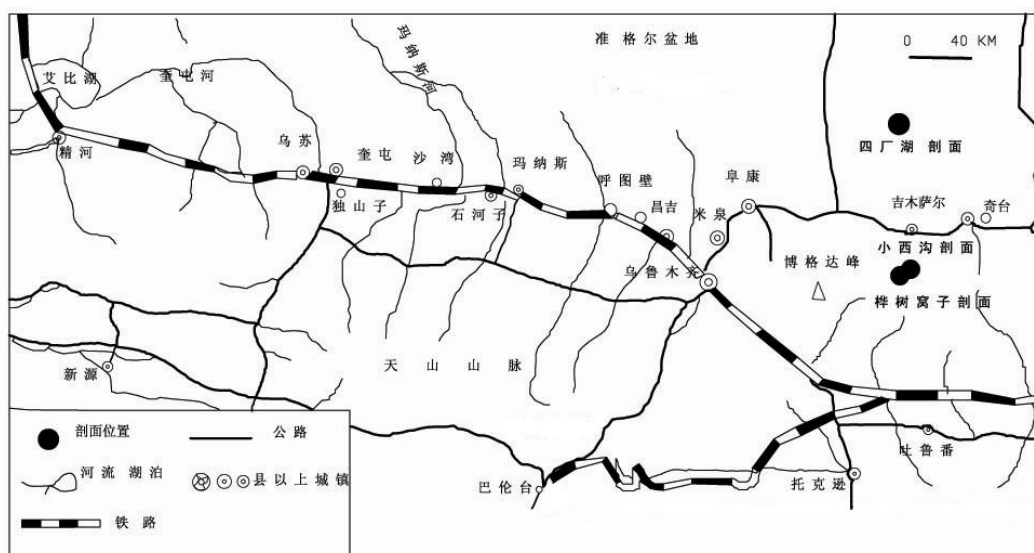 玛纳斯河
准格尔盆地
0 40 KM
艾比湖
奎屯河
四厂湖 剖面
乌苏
奎屯
沙湾
玛纳斯
精河
呼图壁
阜康
独山子
石河子
昌吉
米泉
吉木萨尔
奇台
小西沟剖面
乌鲁木齐
博格达峰
桦树窝子剖面
新源
天山山脉
剖面位置
公路
河流 湖泊
县以上城镇
铁路
巴伦台
托克逊
吐鲁番